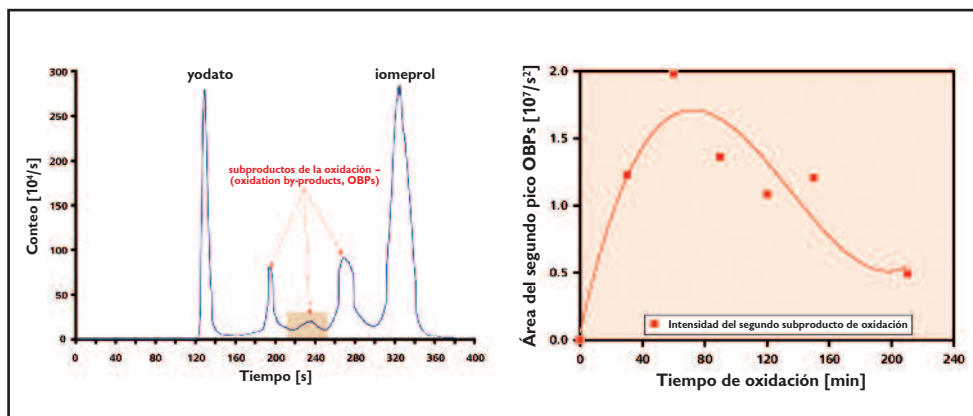 yodato
iomeprol
Conteo [10⁴/s]
300
250
200
150
100
50
0
subproductos de la oxidación –
(oxidation by-products, OBPs)
0 20 40 80 120 160 200 240 280 320 360 400
Tiempo [s]
Área del segundo pico OBPs [10⁷/s²]
2.0
1.5
1.0
0.5
0.0
Intensidad del segundo subproducto de oxidación
0 40 80 120 160 200 240
Tiempo de oxidación [min]